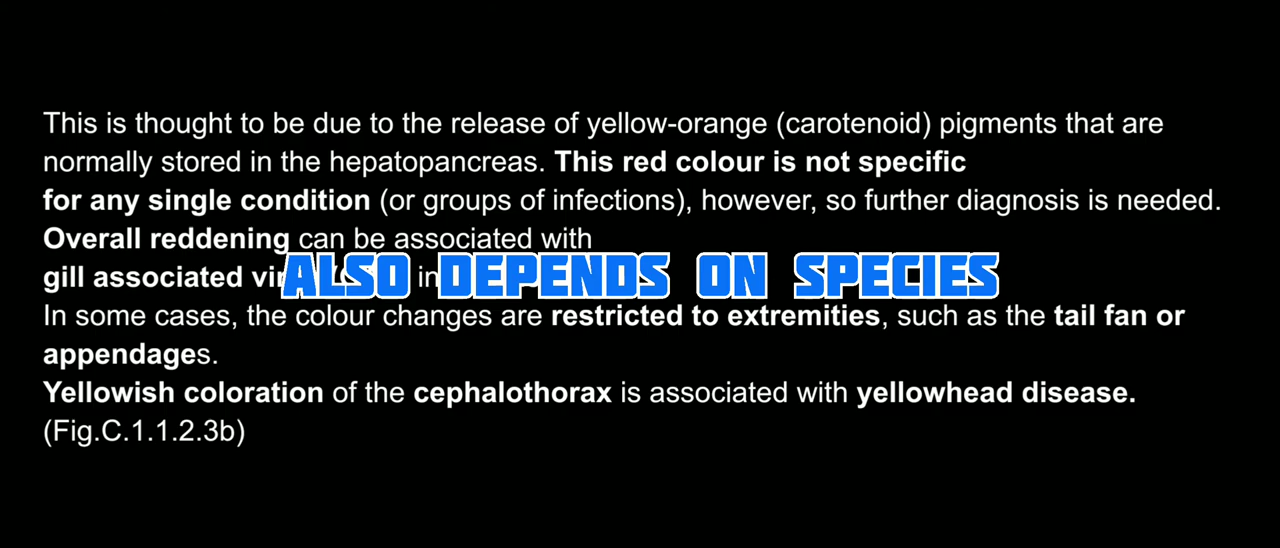 This is thought to be due to the release of yellow-orange (carotenoid) pigments that are
normally stored in the hepatopancreas. This red colour is not specific
for any single condition (or groups of infections), however, so further diagnosis is needed.
Overall reddening can be associated with
gill associated
ALSO DEPENDS ON SPECIES
In some cases, the colour changes are restricted to extremities, such as the tail fan or
appendages.
Yellowish coloration of the cephalothorax is associated with yellowhead disease.
(Fig.C.1.1.2.3b)